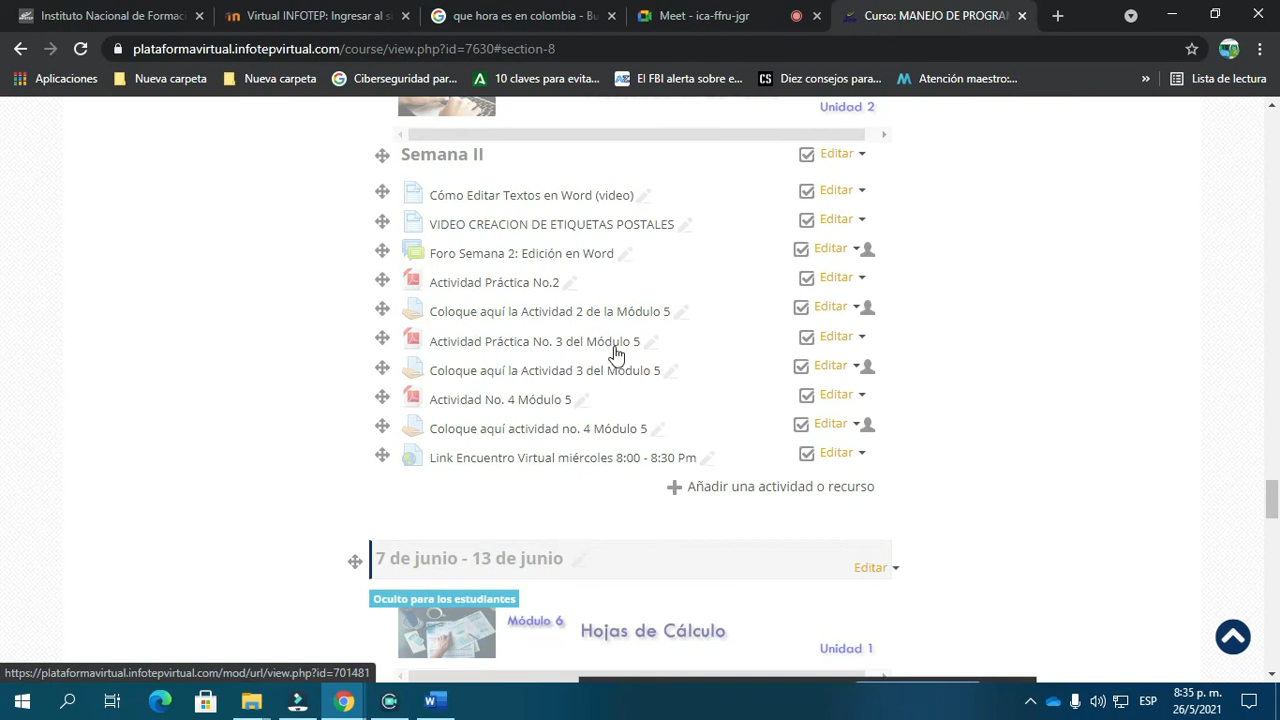 Instituto Nacional de Formaci
Virtual INFOTEP: Ingresar al si
que hora es en colombia - Bu
Meet - ica-ffru-jgr
Curso: MANEJO DE PROGRAM
plataformavirtual.infotepvirtual.com/course/view.php?id=7630#section-8
Aplicaciones
Nueva carpeta
Nueva carpeta
Ciberseguridad par...
10 claves para evita...
El FBI alerta sobre e...
Diez consejos para...
Atención maestro:...
»
Lista de lectura
Unidad 2
Semana II
Editar
Cómo Editar Textos en Word (video)
Editar
VIDEO CREACION DE ETIQUETAS POSTALES
Editar
Foro Semana 2: Edición en Word
Editar
Actividad Práctica No.2
Editar
Coloque aquí la Actividad 2 de la Módulo 5
Editar
Actividad Práctica No. 3 del Módulo 5
Editar
Coloque aquí la Actividad 3 del Módulo 5
Editar
Actividad No. 4 Módulo 5
Editar
Coloque aquí actividad no. 4 Módulo 5
Editar
Link Encuentro Virtual miércoles 8:00 - 8:30 Pm
Editar
Añadir una actividad o recurso
7 de junio - 13 de junio
Editar
Oculto para los estudiantes
Módulo 6
Hojas de Cálculo
Unidad 1
https://plataformavirtual.infotepvirtual.com/mod/url/view.php?id=701481
ESP
8:35 p. m.
26/5/2021